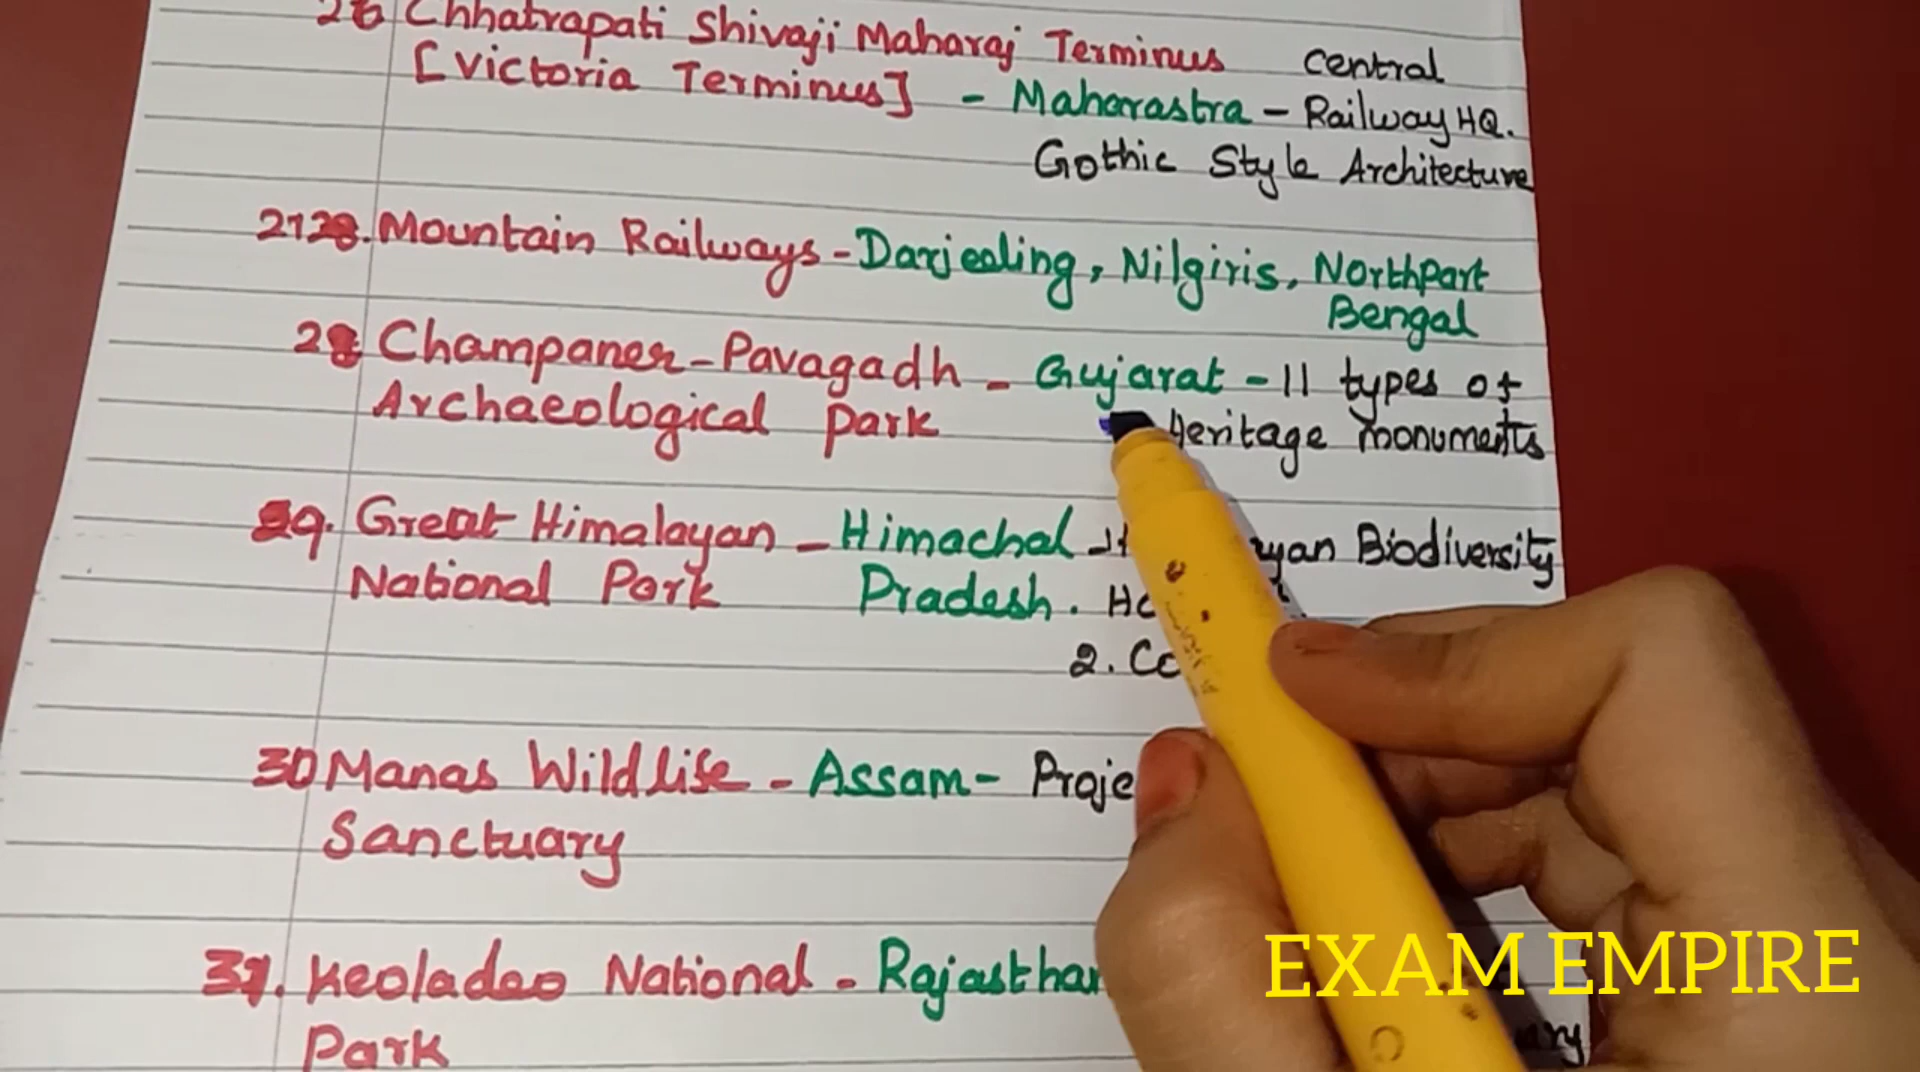 26 Chhatrapati Shivaji Maharaj Terminus Central
[Victoria Terminus] - Maharastra - Railway HQ.
Gothic Style Architecture
27. Mountain Railways - Darjeeling, Nilgiris, Northpart
Bengal
28 Champaner - Pavagadh - Gujarat - 11 types of
Archaeological Park Heritage monuments
29. Great Himalayan - Himachal - Biodiversity
National Park Pradesh.
2.
30 Manas Wildlife - Assam -
Sanctuary
31. Keoladeo National - Rajasthan
Park
EXAM EMPIRE